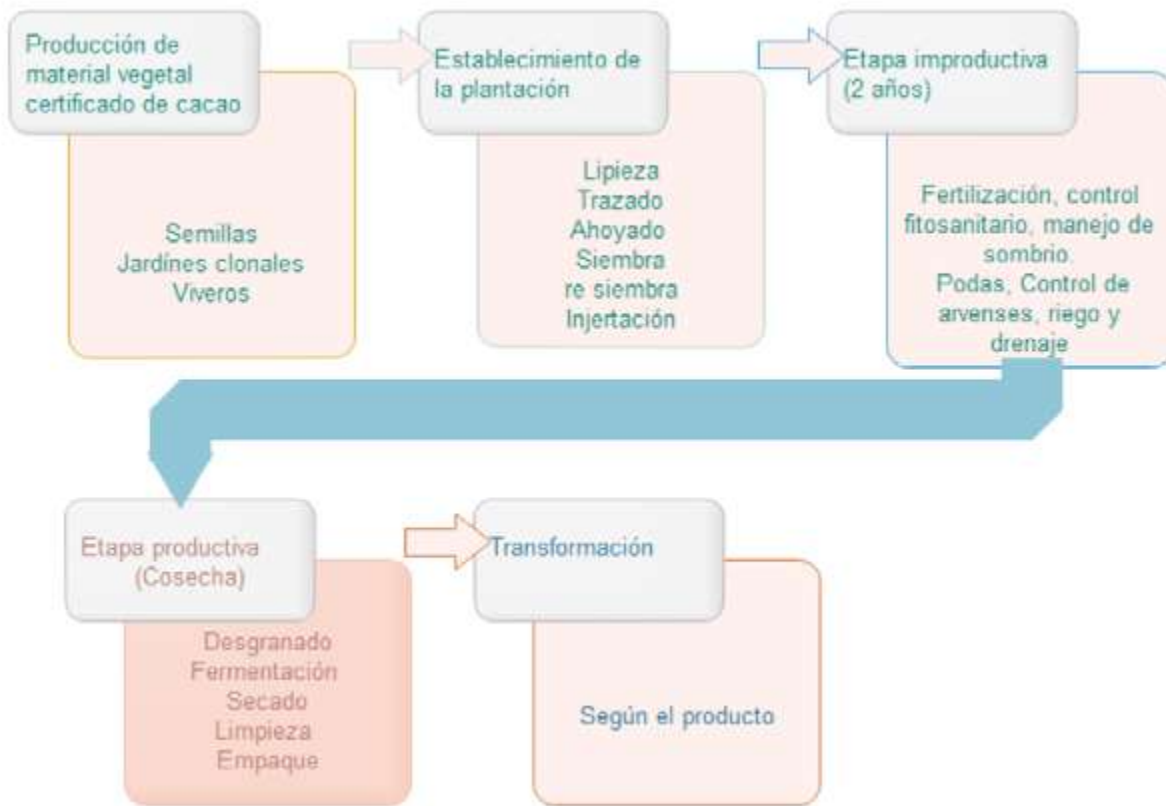 Producción de
material vegetal
certificado de cacao
Semillas
Jardínes clonales
Viveros
Establecimiento de
la plantación
Lipieza
Trazado
Ahoyado
Siembra
re siembra
Injertación
Etapa improductiva
(2 años)
Fertilización, control
fitosanitario, manejo de
sombrio.
Podas, Control de
arvenses, riego y
drenaje
Etapa productiva
(Cosecha)
Desgranado
Fermentación
Secado
Limpieza
Empaque
Transformación
Según el producto